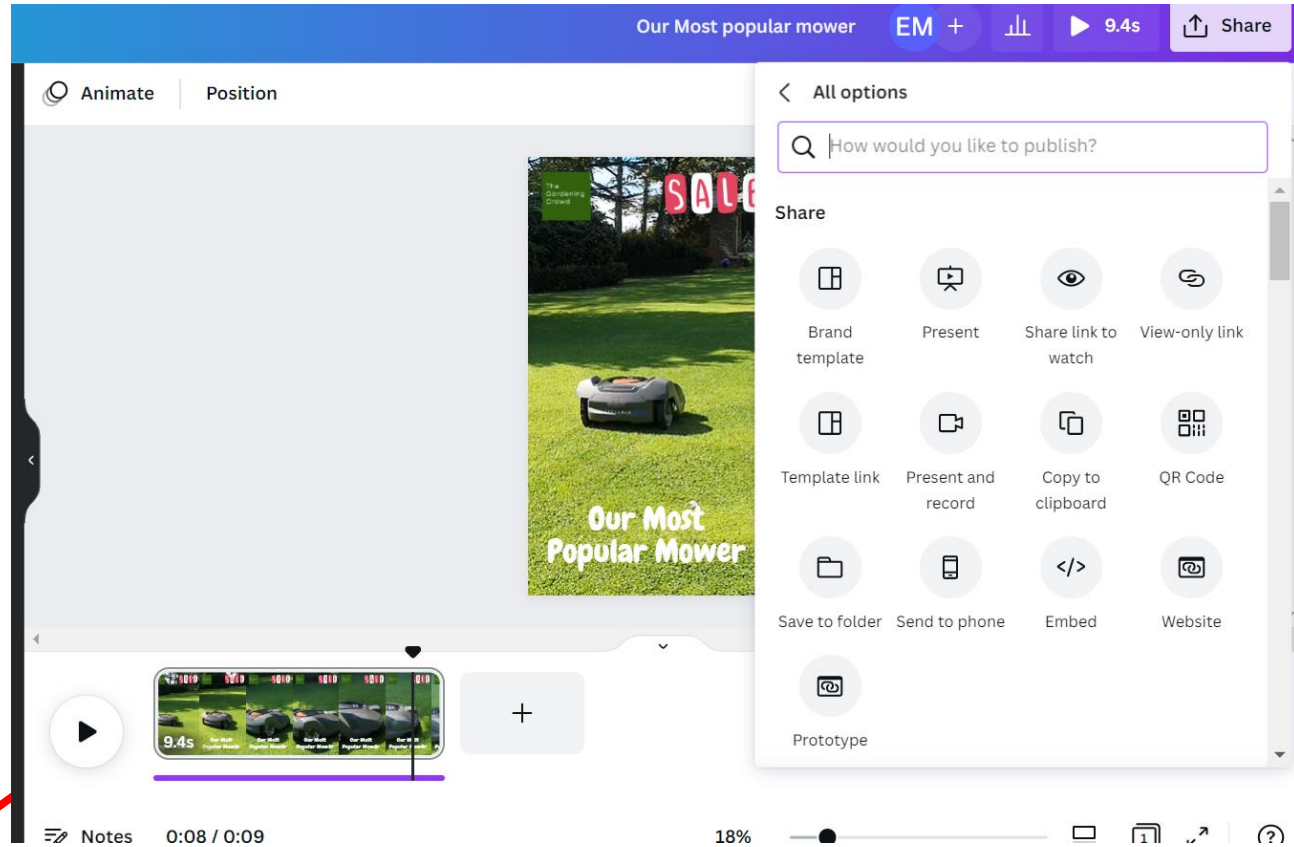 Our Most popular mower EM + 9.4s Share
Animate Position
All options
How would you like to publish?
The
Gardening
Crowd
SALE
Share
Brand
template
Present
Share link to
watch
View-only link
Template link
Present and
record
Copy to
clipboard
QR Code
Our Most
Popular Mower
Save to folder
Send to phone
Embed
Website
Prototype
9.4s
Notes 0:08 / 0:09 18% 1 ?